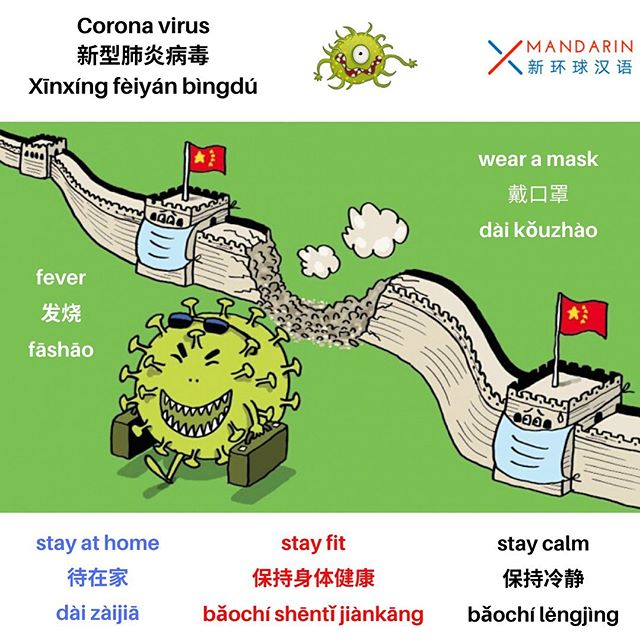 Corona virus
新型肺炎病毒
Xīnxíng fèiyán bìngdú
MANDARIN
新环球汉语
wear a mask
戴口罩
dài kǒuzhào
fever
发烧
fāshāo
stay at home
待在家
dài zàijiā
stay fit
保持身体健康
bǎochí shēntǐ jiànkāng
stay calm
保持冷静
bǎochí lěngjìng